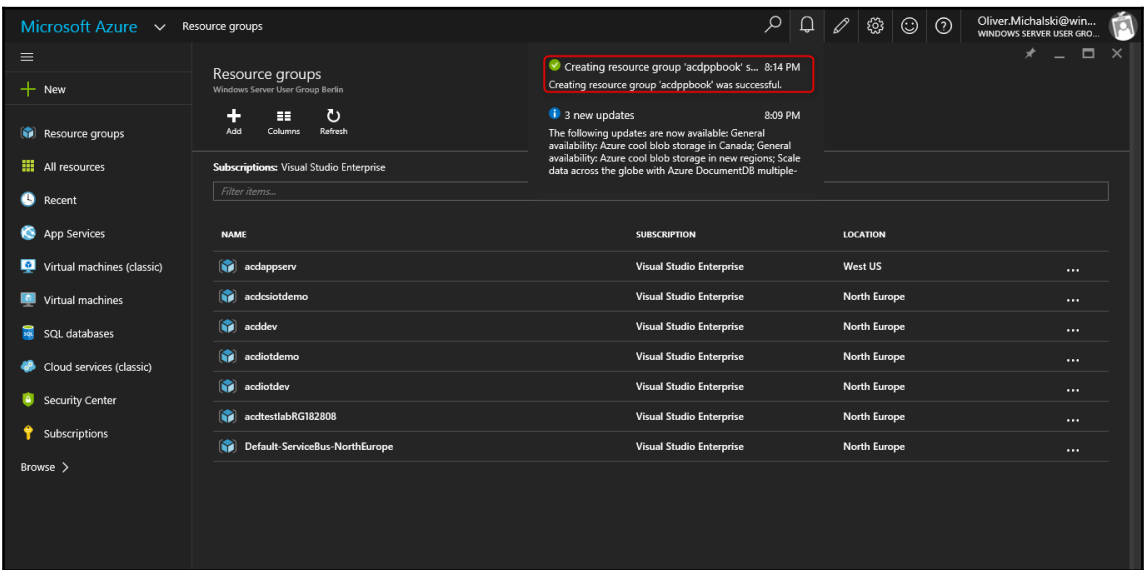 Microsoft Azure Resource groups
Oliver.Michalski@win...
WINDOWS SERVER USER GRO...
New
Resource groups
All resources
Recent
App Services
Virtual machines (classic)
Virtual machines
SQL databases
Cloud services (classic)
Security Center
Subscriptions
Browse >
Resource groups
Windows Server User Group Berlin
Add Columns Refresh
Creating resource group 'acdppbook' s... 8:14 PM
Creating resource group 'acdppbook' was successful.
3 new updates 8:09 PM
The following updates are now available: General
availability: Azure cool blob storage in Canada; General
availability: Azure cool blob storage in new regions; Scale
data across the globe with Azure DocumentDB multiple-
Subscriptions: Visual Studio Enterprise
Filter items...
NAME SUBSCRIPTION LOCATION
acdappserv Visual Studio Enterprise West US ...
acdcsiotdemo Visual Studio Enterprise North Europe ...
acddev Visual Studio Enterprise North Europe ...
acdiotdemo Visual Studio Enterprise North Europe ...
acdiotdev Visual Studio Enterprise North Europe ...
acdtestlabRG182808 Visual Studio Enterprise North Europe ...
Default-ServiceBus-NorthEurope Visual Studio Enterprise North Europe ...